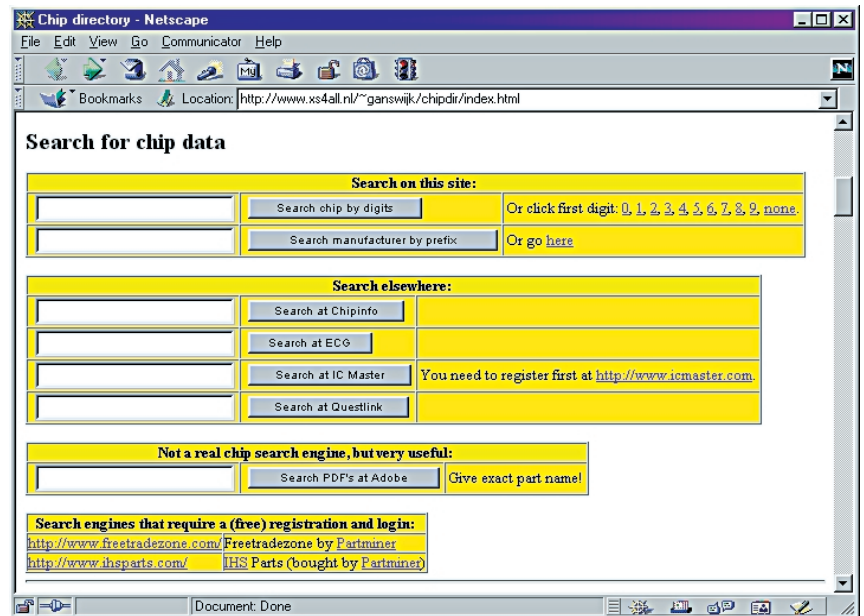 Chip directory - Netscape
File Edit View Go Communicator Help
My
N
Bookmarks Location: http://www.xs4all.nl/~ganswijk/chipdir/index.html
Search for chip data
Search on this site:
Search chip by digits Or click first digit: 0, 1, 2, 3, 4, 5, 6, 7, 8, 9, none.
Search manufacturer by prefix Or go here
Search elsewhere:
Search at Chipinfo
Search at ECG
Search at IC Master You need to register first at http://www.icmaster.com.
Search at Questlink
Not a real chip search engine, but very useful:
Search PDF's at Adobe Give exact part name!
Search engines that require a (free) registration and login:
http://www.freetradezone.com/ Freetradezone by Partminer
http://www.ihsparts.com/ IHS Parts (bought by Partminer)
Document: Done